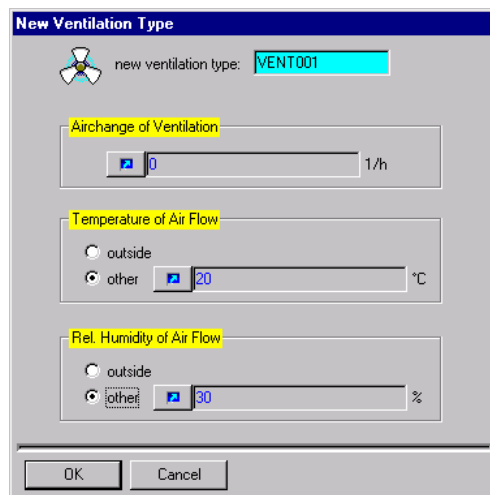 New Ventilation Type
new ventilation type: VENT001
Airchange of Ventilation
0 1/h
Temperature of Air Flow
outside
other 20 °C
Rel. Humidity of Air Flow
outside
other 30 %
OK Cancel